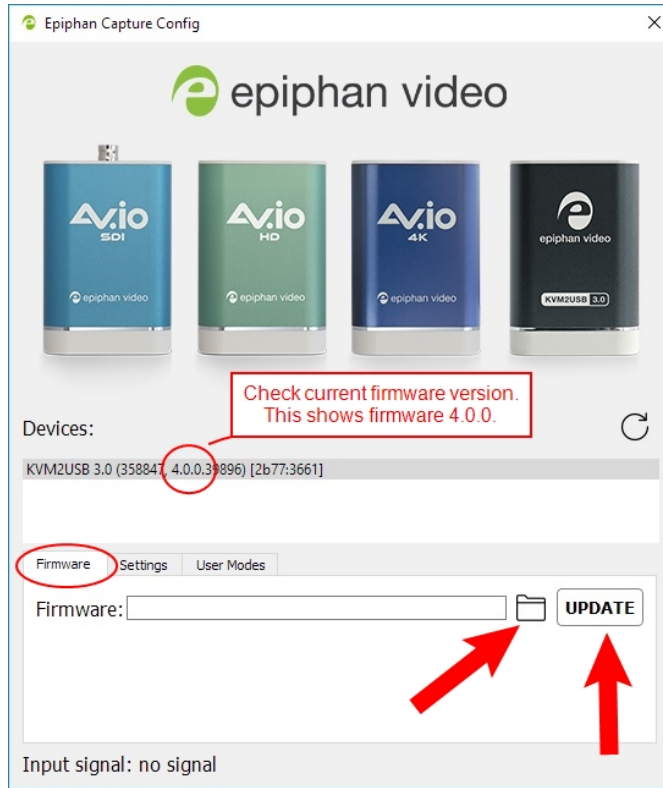 Epiphan Capture Config
epiphan video
AV.io
SDI
epiphan video
AV.io
HD
epiphan video
AV.io
4K
epiphan video
epiphan video
KVM2USB 3.0
Check current firmware version.
This shows firmware 4.0.0.
Devices:
KVM2USB 3.0 (358847, 4.0.0.39896) [2b77:3661]
Firmware
Settings
User Modes
Firmware:
UPDATE
Input signal: no signal